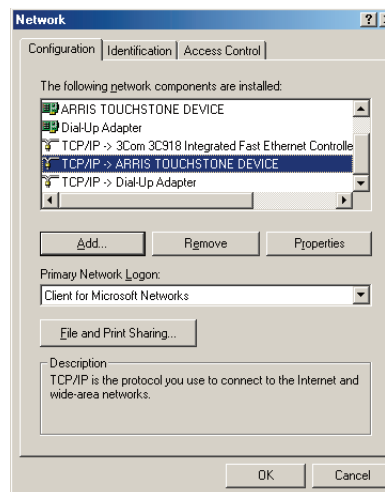 Network
Configuration Identification Access Control
The following network components are installed:
ARRIS TOUCHSTONE DEVICE
Dial-Up Adapter
TCP/IP -> 3Com 3C918 Integrated Fast Ethernet Controlle
TCP/IP -> ARRIS TOUCHSTONE DEVICE
TCP/IP -> Dial-Up Adapter
Add... Remove Properties
Primary Network Logon:
Client for Microsoft Networks
File and Print Sharing...
Description
TCP/IP is the protocol you use to connect to the Internet and
wide-area networks.
OK Cancel